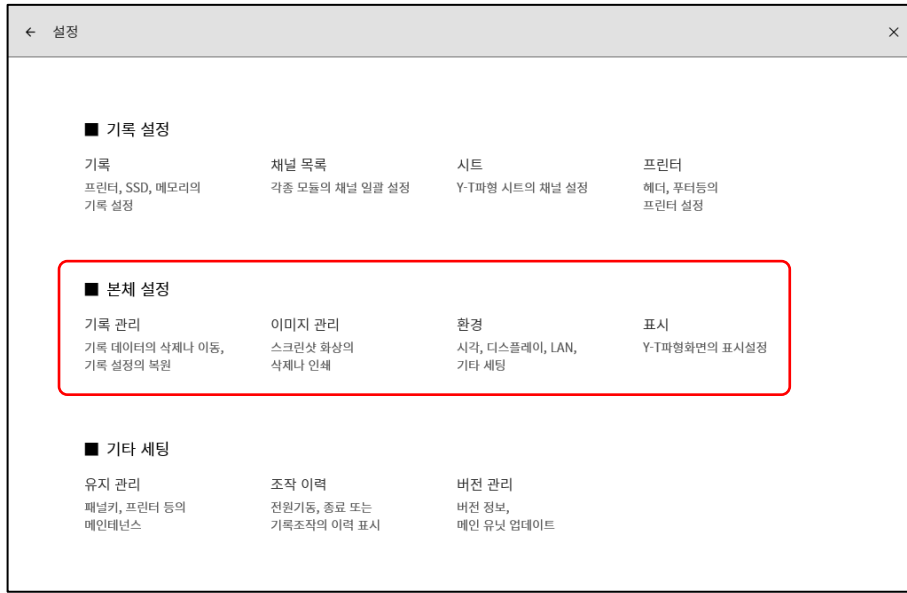 ← 설정 ×
■ 기록 설정
기록
프린터, SSD, 메모리의
기록 설정
채널 목록
각종 모듈의 채널 일괄 설정
시트
Y-T파형 시트의 채널 설정
프린터
헤더, 푸터등의
프린터 설정
■ 본체 설정
기록 관리
기록 데이터의 삭제나 이동,
기록 설정의 복원
이미지 관리
스크린샷 화상의
삭제나 인쇄
환경
시각, 디스플레이, LAN,
기타 세팅
표시
Y-T파형화면의 표시설정
■ 기타 세팅
유지 관리
패널키, 프린터 등의
메인테넌스
조작 이력
전원기동, 종료 또는
기록조작의 이력 표시
버전 관리
버전 정보,
메인 유닛 업데이트